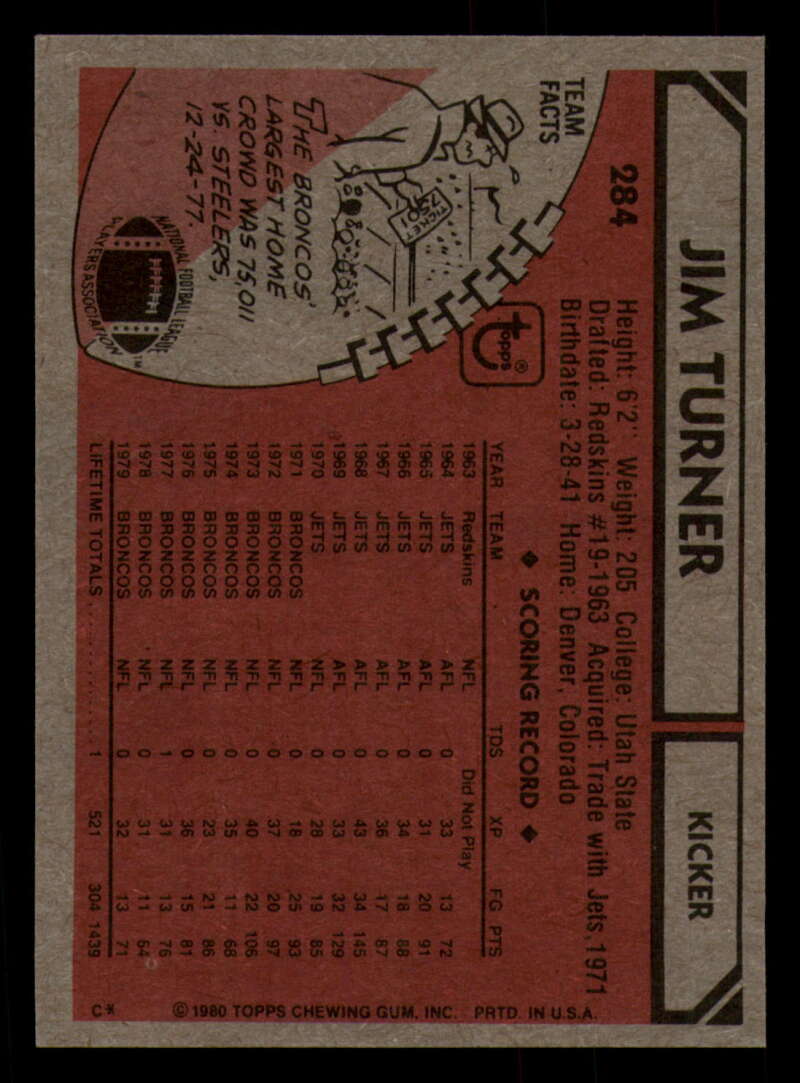 284
JIM TURNER
KICKER
Height: 6'2" Weight: 205 College: Utah State
Drafted: Redskins #19-1963 Acquired: Trade with Jets, 1971
Birthdate: 3-28-41 Home: Denver, Colorado
TEAM
FACTS
TICKET
7501
THE BRONCOS'
LARGEST HOME
CROWD WAS 75,011
VS. STEELERS,
12-24-77.
NATIONAL FOOTBALL LEAGUE
PLAYERS ASSOCIATION
TM
topps®
◆ SCORING RECORD ◆
YEAR TEAM TDS XP FG PTS
1963 Redskins NFL Did Not Play
1964 JETS AFL 0 33 13 72
1965 JETS AFL 0 31 20 91
1966 JETS AFL 0 34 18 88
1967 JETS AFL 0 36 17 87
1968 JETS AFL 0 43 34 145
1969 JETS AFL 0 33 32 129
1970 JETS NFL 0 28 19 85
1971 BRONCOS NFL 0 18 25 93
1972 BRONCOS NFL 0 37 20 97
1973 BRONCOS NFL 0 40 22 106
1974 BRONCOS NFL 0 35 11 68
1975 BRONCOS NFL 0 23 21 86
1976 BRONCOS NFL 0 36 15 81
1977 BRONCOS NFL 1 31 13 76
1978 BRONCOS NFL 0 31 11 64
1979 BRONCOS NFL 0 32 13 71
LIFETIME TOTALS ........ 1 521 304 1439
C* ©1980 TOPPS CHEWING GUM, INC. PRTD. IN U.S.A.